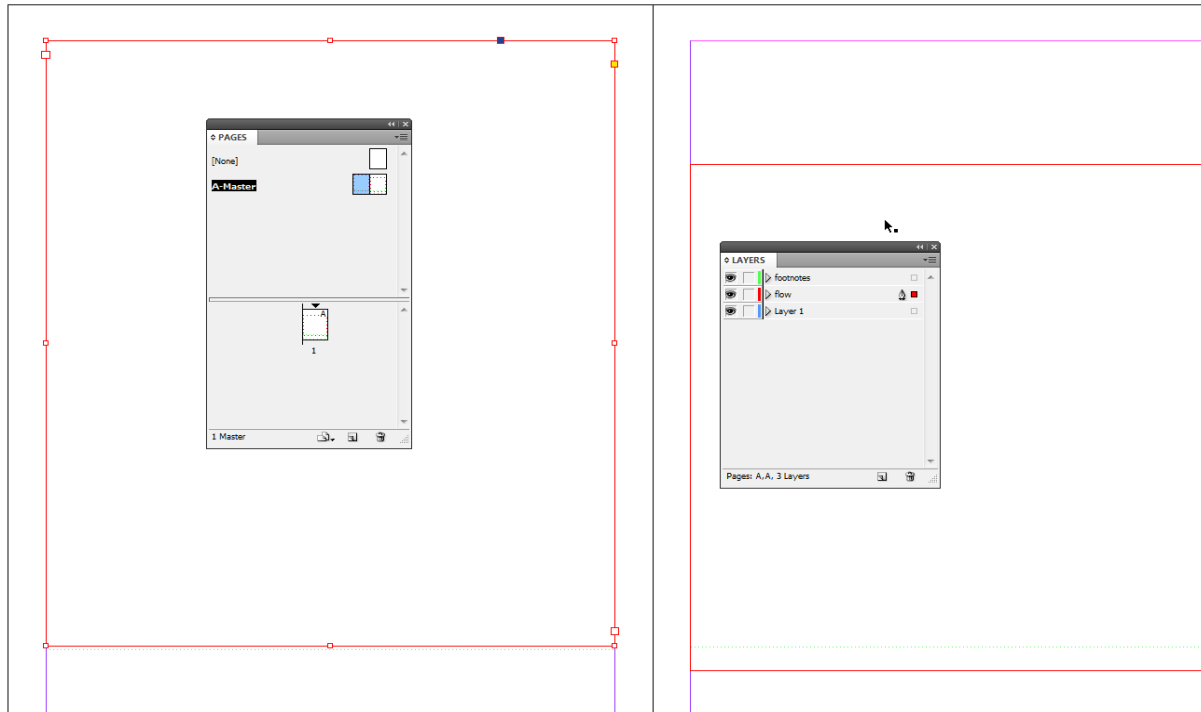 PAGES
[None]
A-Master
A
1
1 Master
LAYERS
footnotes
flow
Layer 1
Pages: A,A, 3 Layers